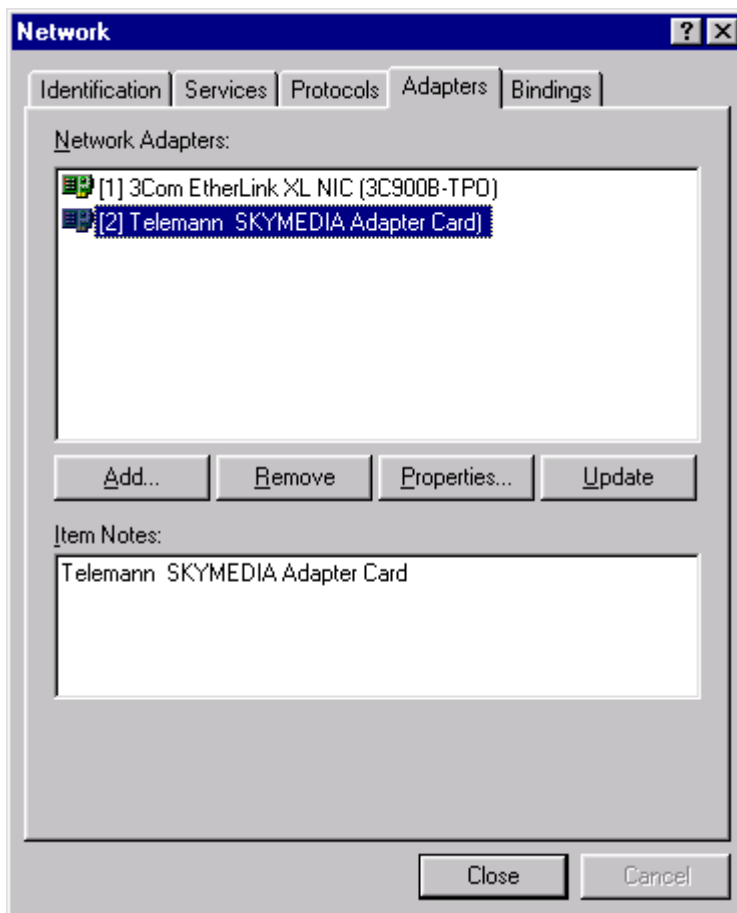 Network
Identification Services Protocols Adapters Bindings
Network Adapters:
[1] 3Com EtherLink XL NIC (3C900B-TPO)
[2] Telemann  SKYMEDIA Adapter Card)
Add... Remove Properties... Update
Item Notes:
Telemann  SKYMEDIA Adapter Card
Close Cancel